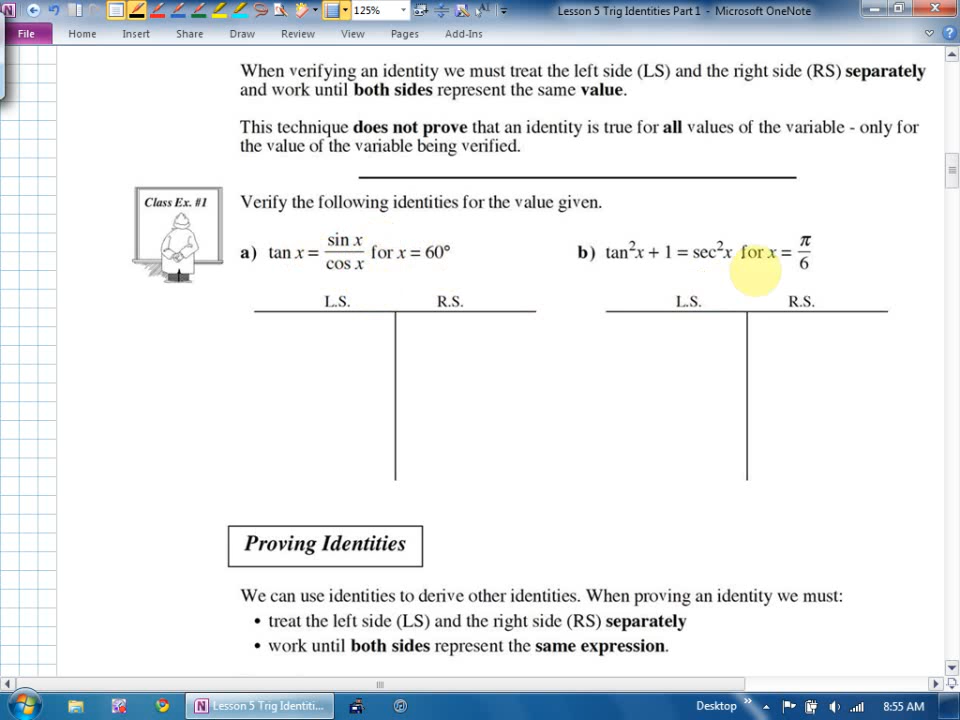 125%
Lesson 5 Trig Identities Part 1 - Microsoft OneNote
File Home Insert Share Draw Review View Pages Add-Ins
When verifying an identity we must treat the left side (LS) and the right side (RS) separately
and work until both sides represent the same value.
This technique does not prove that an identity is true for all values of the variable - only for
the value of the variable being verified.
Class Ex. #1
Verify the following identities for the value given.
a) tan x = sin x / cos x for x = 60°
b) tan²x + 1 = sec²x for x = π/6
L.S. R.S.
L.S. R.S.
Proving Identities
We can use identities to derive other identities. When proving an identity we must:
• treat the left side (LS) and the right side (RS) separately
• work until both sides represent the same expression.
Lesson 5 Trig Identiti...
Desktop
8:55 AM